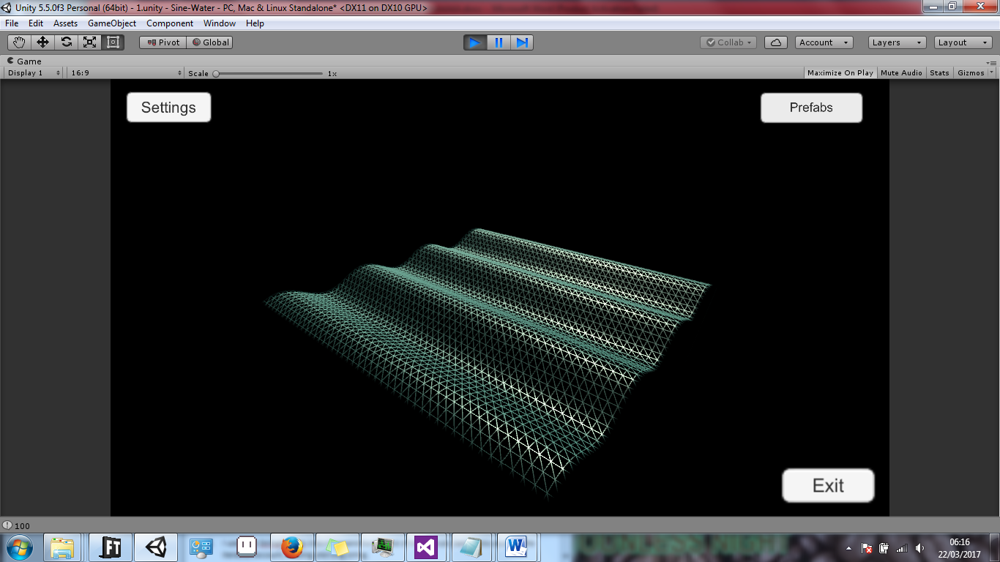 Unity 5.5.0f3 Personal (64bit) - 1.unity - Sine-Water - PC, Mac & Linux Standalone* <DX11 on DX10 GPU>
File Edit Assets GameObject Component Window Help
Pivot Global Collab Account Layers Layout
Game
Display 1 16:9 Scale 1x Maximize On Play Mute Audio Stats Gizmos
Settings Prefabs
Exit
100
FT W 06:16
22/03/2017